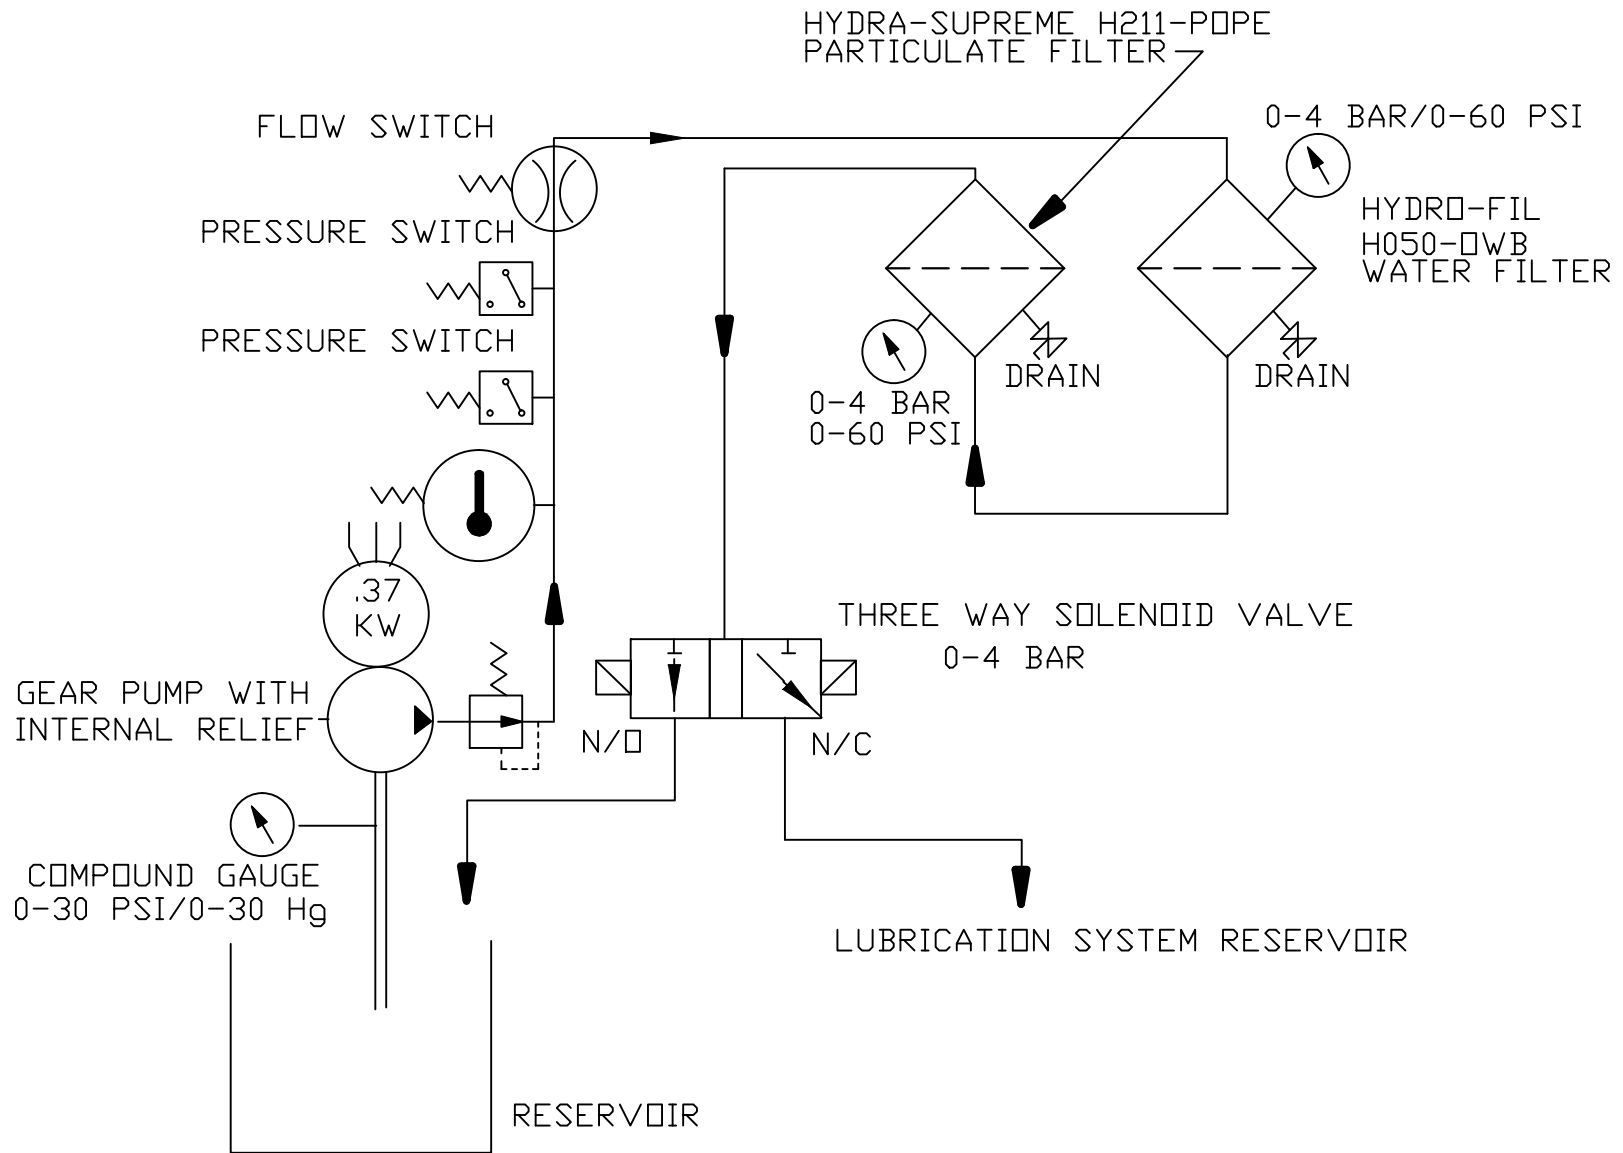 HYDRA-SUPREME H211-POPE
PARTICULATE FILTER
0-4 BAR/0-60 PSI
FLOW SWITCH
HYDRO-FIL
H050-OWB
WATER FILTER
PRESSURE SWITCH
PRESSURE SWITCH
DRAIN
DRAIN
0-4 BAR
0-60 PSI
.37
KW
THREE WAY SOLENOID VALVE
0-4 BAR
GEAR PUMP WITH
INTERNAL RELIEF
N/O
N/C
COMPOUND GAUGE
0-30 PSI/0-30 Hg
LUBRICATION SYSTEM RESERVOIR
RESERVOIR